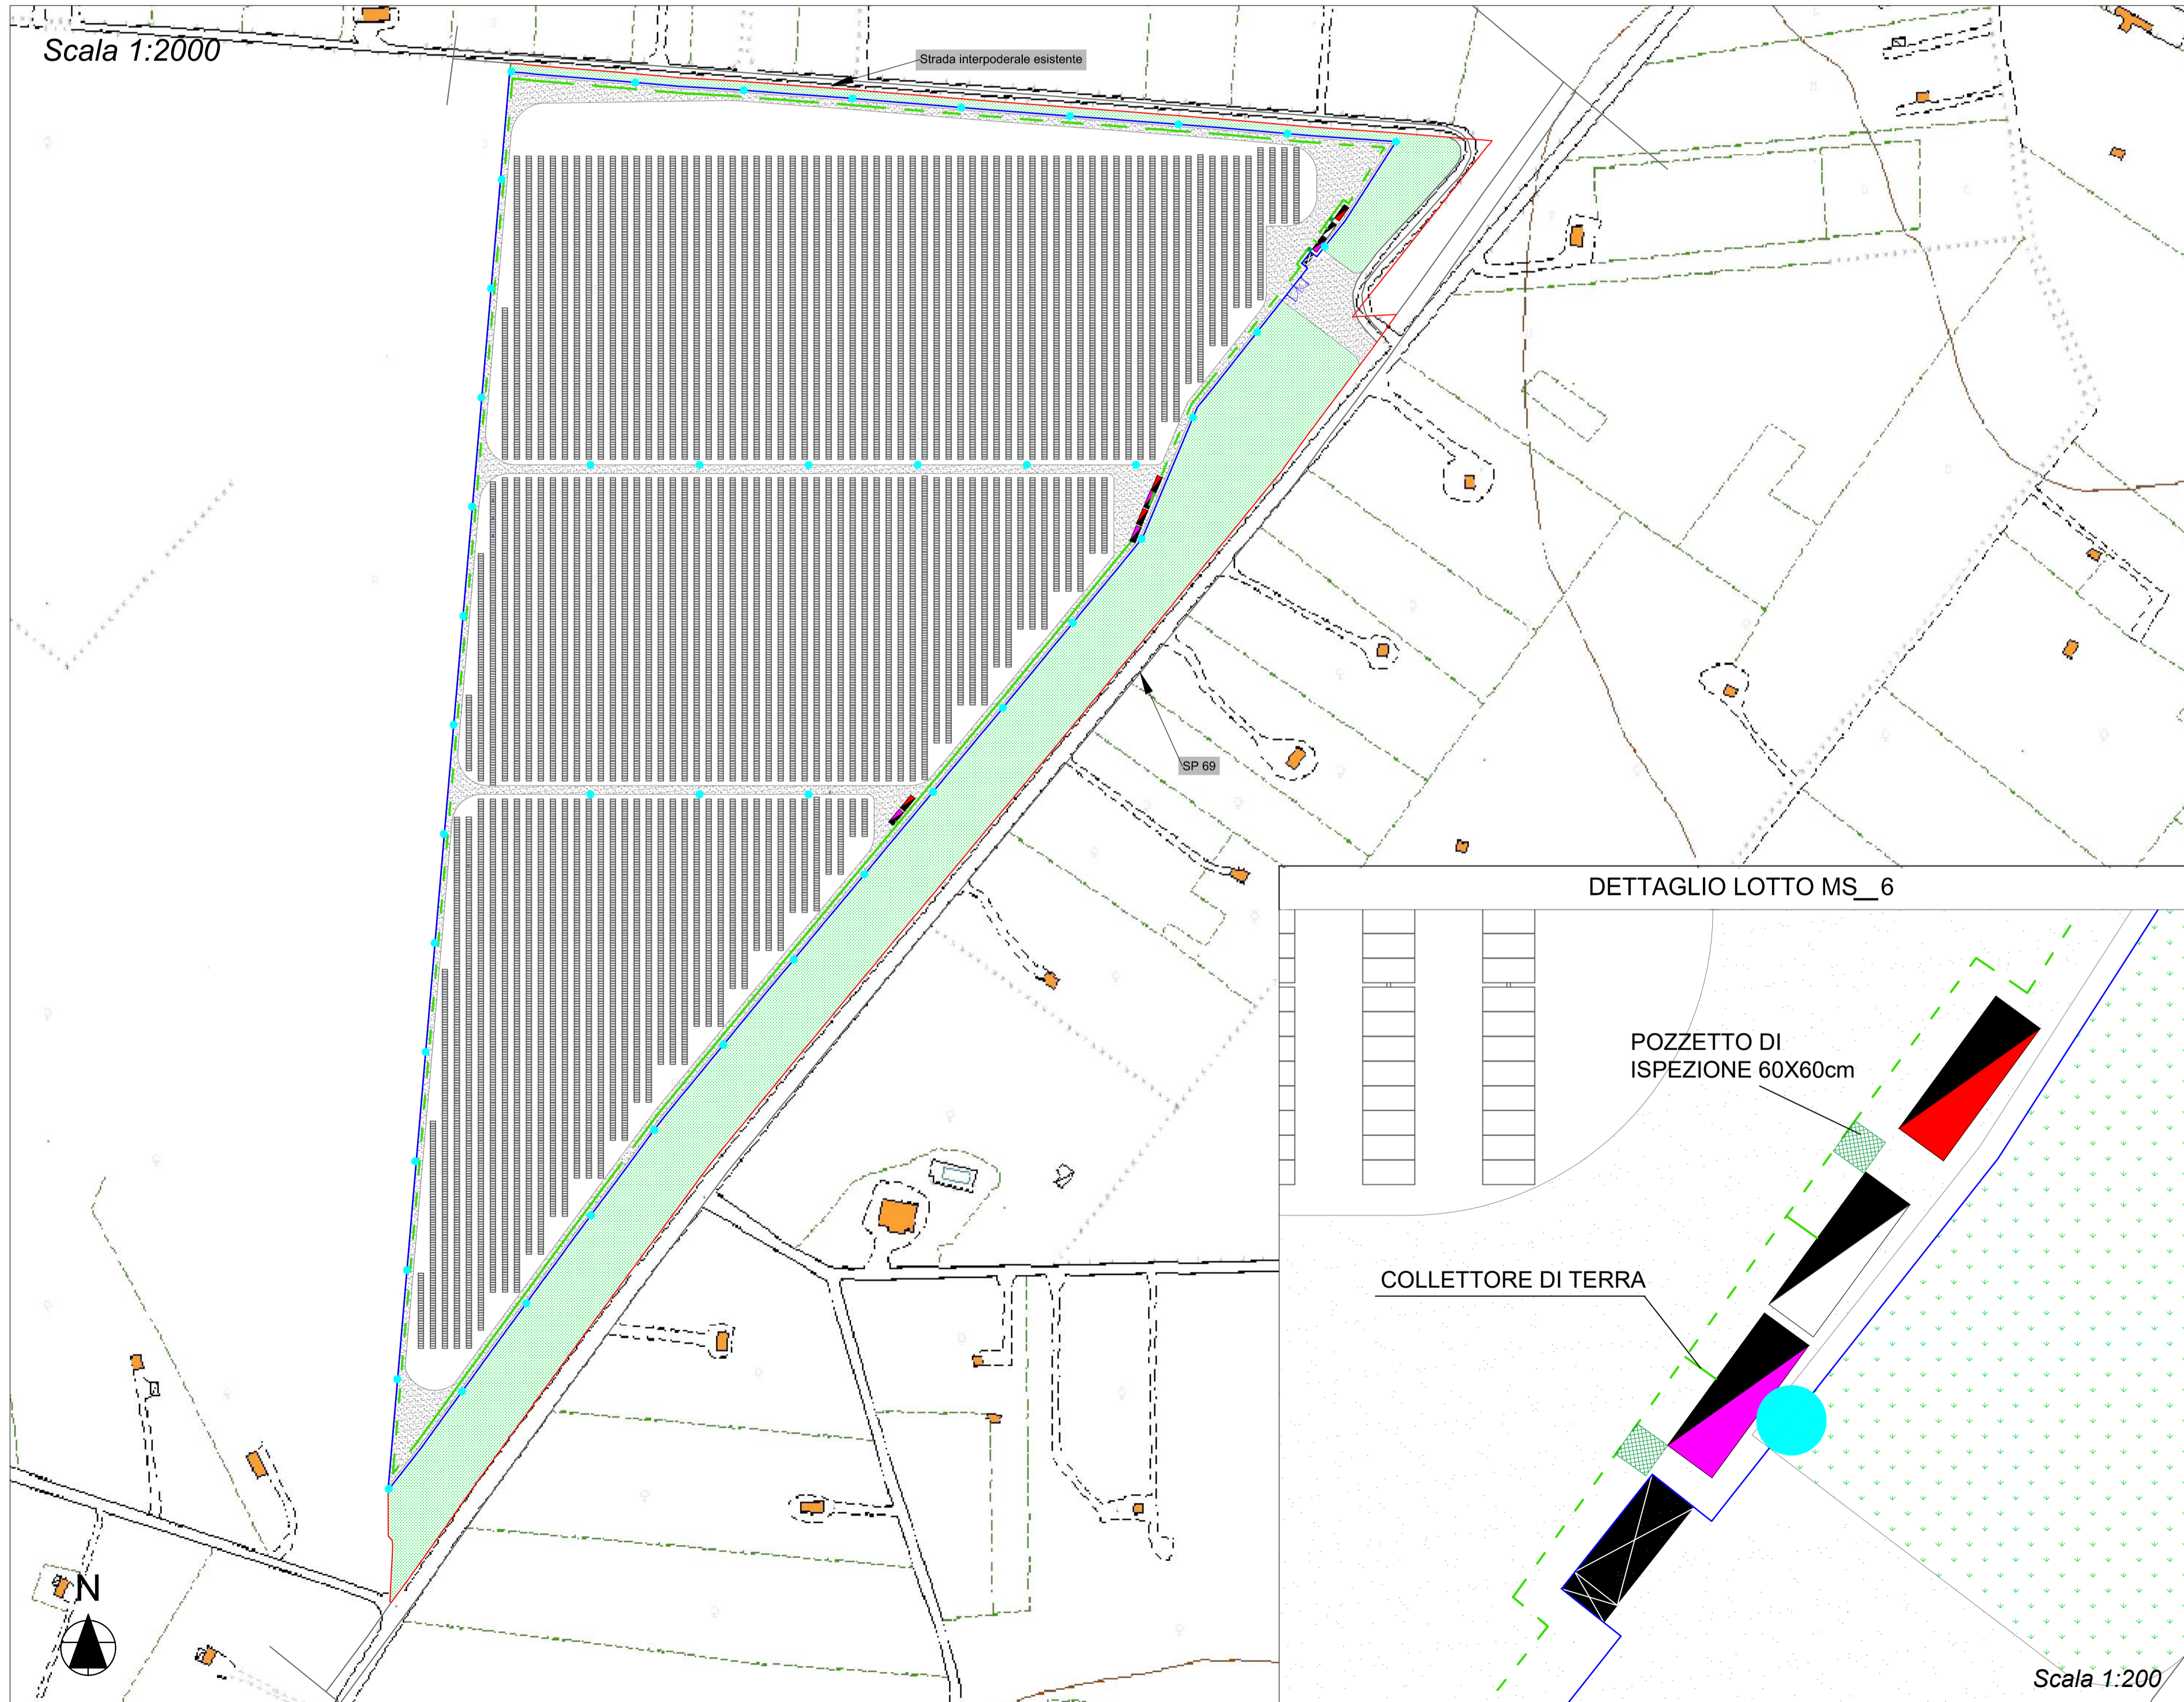 Scala 1:2000
Strada interpoderale esistente
SP 69
DETTAGLIO LOTTO MS__6
POZZETTO DI
ISPEZIONE 60X60cm
COLLETTORE DI TERRA
N
Scala 1:200